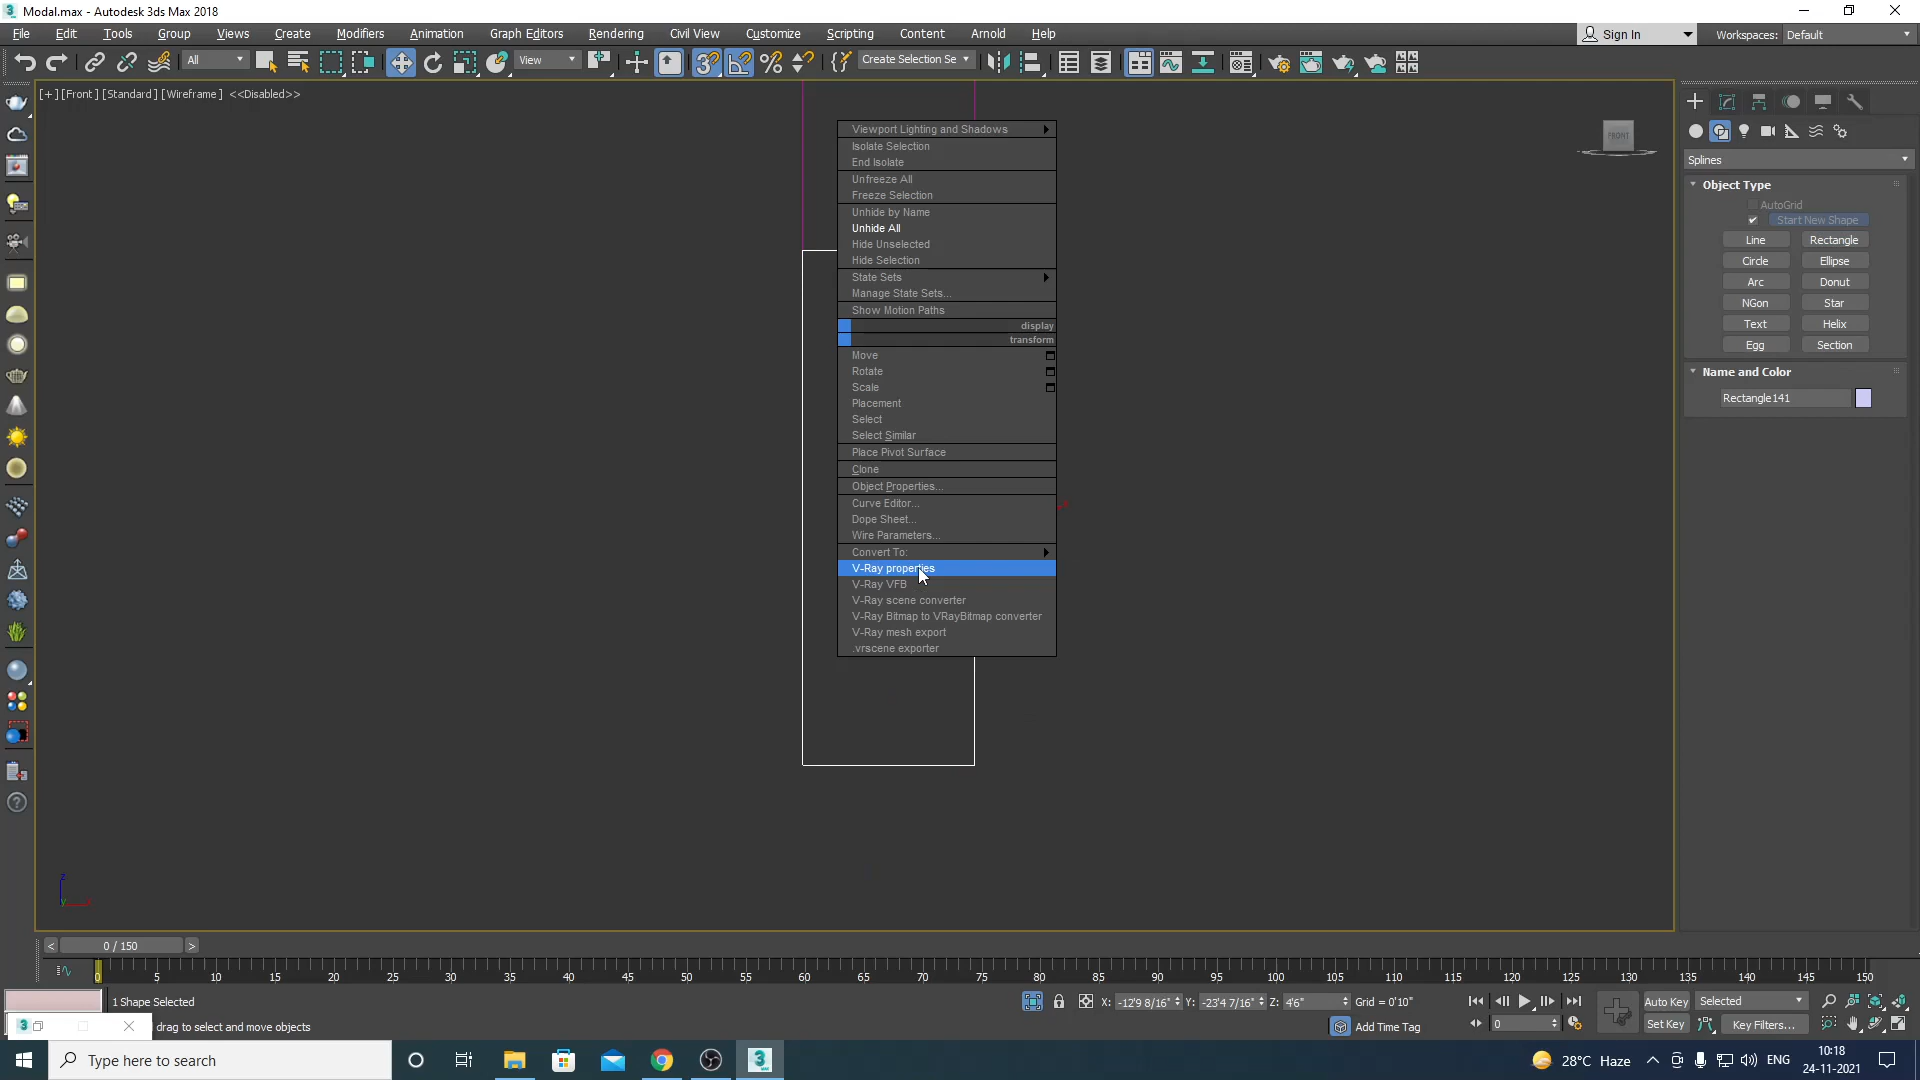 Modal.max - Autodesk 3ds Max 2018
File Edit Tools Group Views Create Modifiers Animation Graph Editors Rendering Civil View Customize Scripting Content Arnold Help
Sign In Workspaces: Default
All View Create Selection Se
[+] [Front] [Standard] [Wireframe] <<Disabled>>
FRONT
Viewport Lighting and Shadows
Isolate Selection
End Isolate
Unfreeze All
Freeze Selection
Unhide by Name
Unhide All
Hide Unselected
Hide Selection
State Sets
Manage State Sets...
Show Motion Paths
display
transform
Move
Rotate
Scale
Placement
Select
Select Similar
Place Pivot Surface
Clone
Object Properties...
Curve Editor...
Dope Sheet...
Wire Parameters...
Convert To:
V-Ray properties
V-Ray VFB
V-Ray scene converter
V-Ray Bitmap to VRayBitmap converter
V-Ray mesh export
.vrscene exporter
Splines
Object Type
AutoGrid
Start New Shape
Line Rectangle
Circle Ellipse
Arc Donut
NGon Star
Text Helix
Egg Section
Name and Color
Rectangle141
z
y x
< 0 / 150 >
0 5 10 15 20 25 30 35 40 45 50 55 60 65 70 75 80 85 90 95 100 105 110 115 120 125 130 135 140 145 150
1 Shape Selected
X: -12'9 8/16" Y: -23'4 7/16" Z: 4'6" Grid = 0'10"
Auto Key Selected
drag to select and move objects
Add Time Tag
0
Set Key Key Filters...
Type here to search
28°C Haze
ENG
10:18
24-11-2021